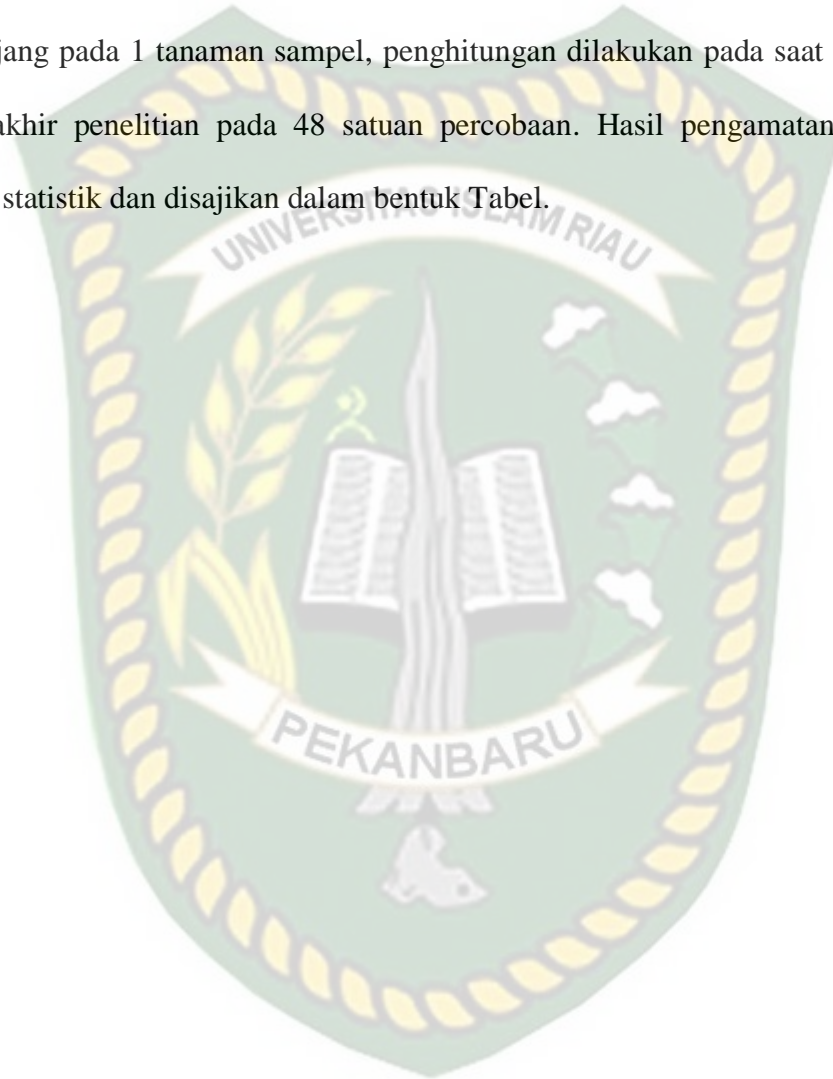 jang pada 1 tanaman sampel, penghitungan dilakukan pada saat
akhir penelitian pada 48 satuan percobaan. Hasil pengamatan
statistik dan disajikan dalam bentuk Tabel.
UNIVERSITAS ISLAM RIAU
PEKANBARU